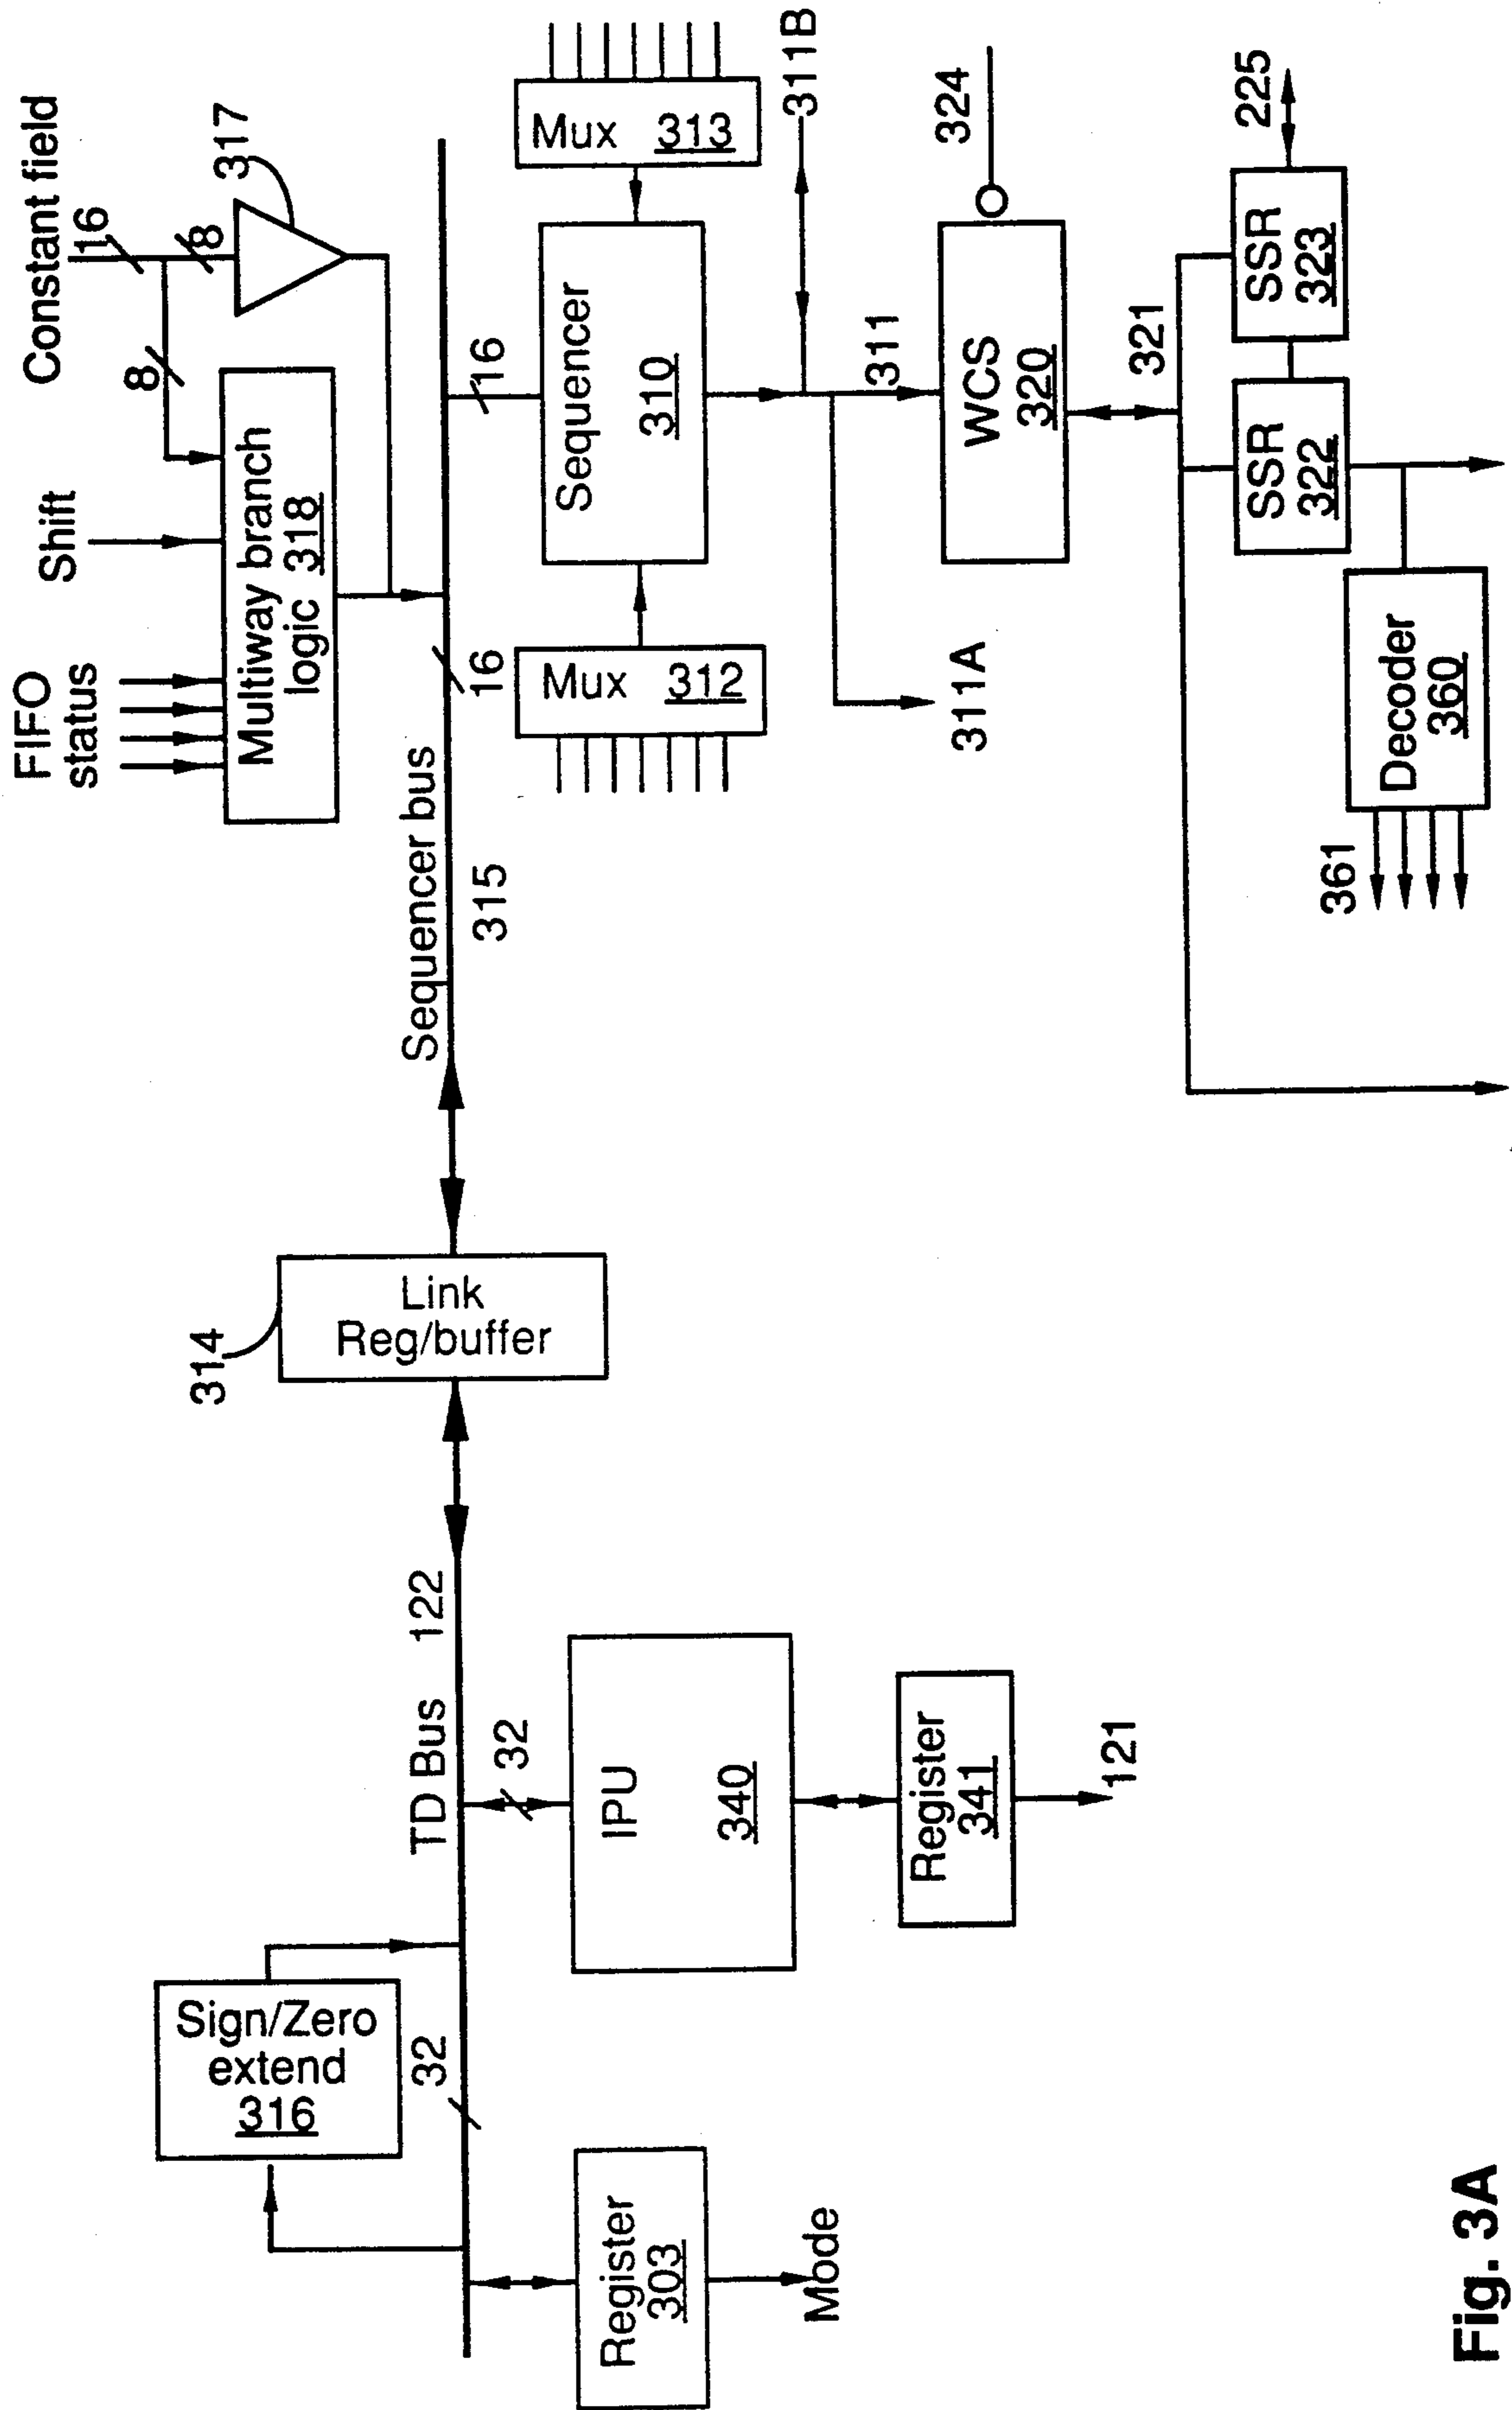 FIFO
status
Shift
Constant field
16
8
8
317
Multiway branch
logic 318
Sign/Zero
extend
316
32
TD Bus 122
314
Link
Reg/buffer
Sequencer bus
315
16
16
Register
303
Mode
32
IPU
340
Register
341
121
Mux 312
Sequencer
310
Mux 313
311A
311
311B
WCS
320
324
321
SSR
322
SSR
323
225
Decoder
360
361
Fig. 3A